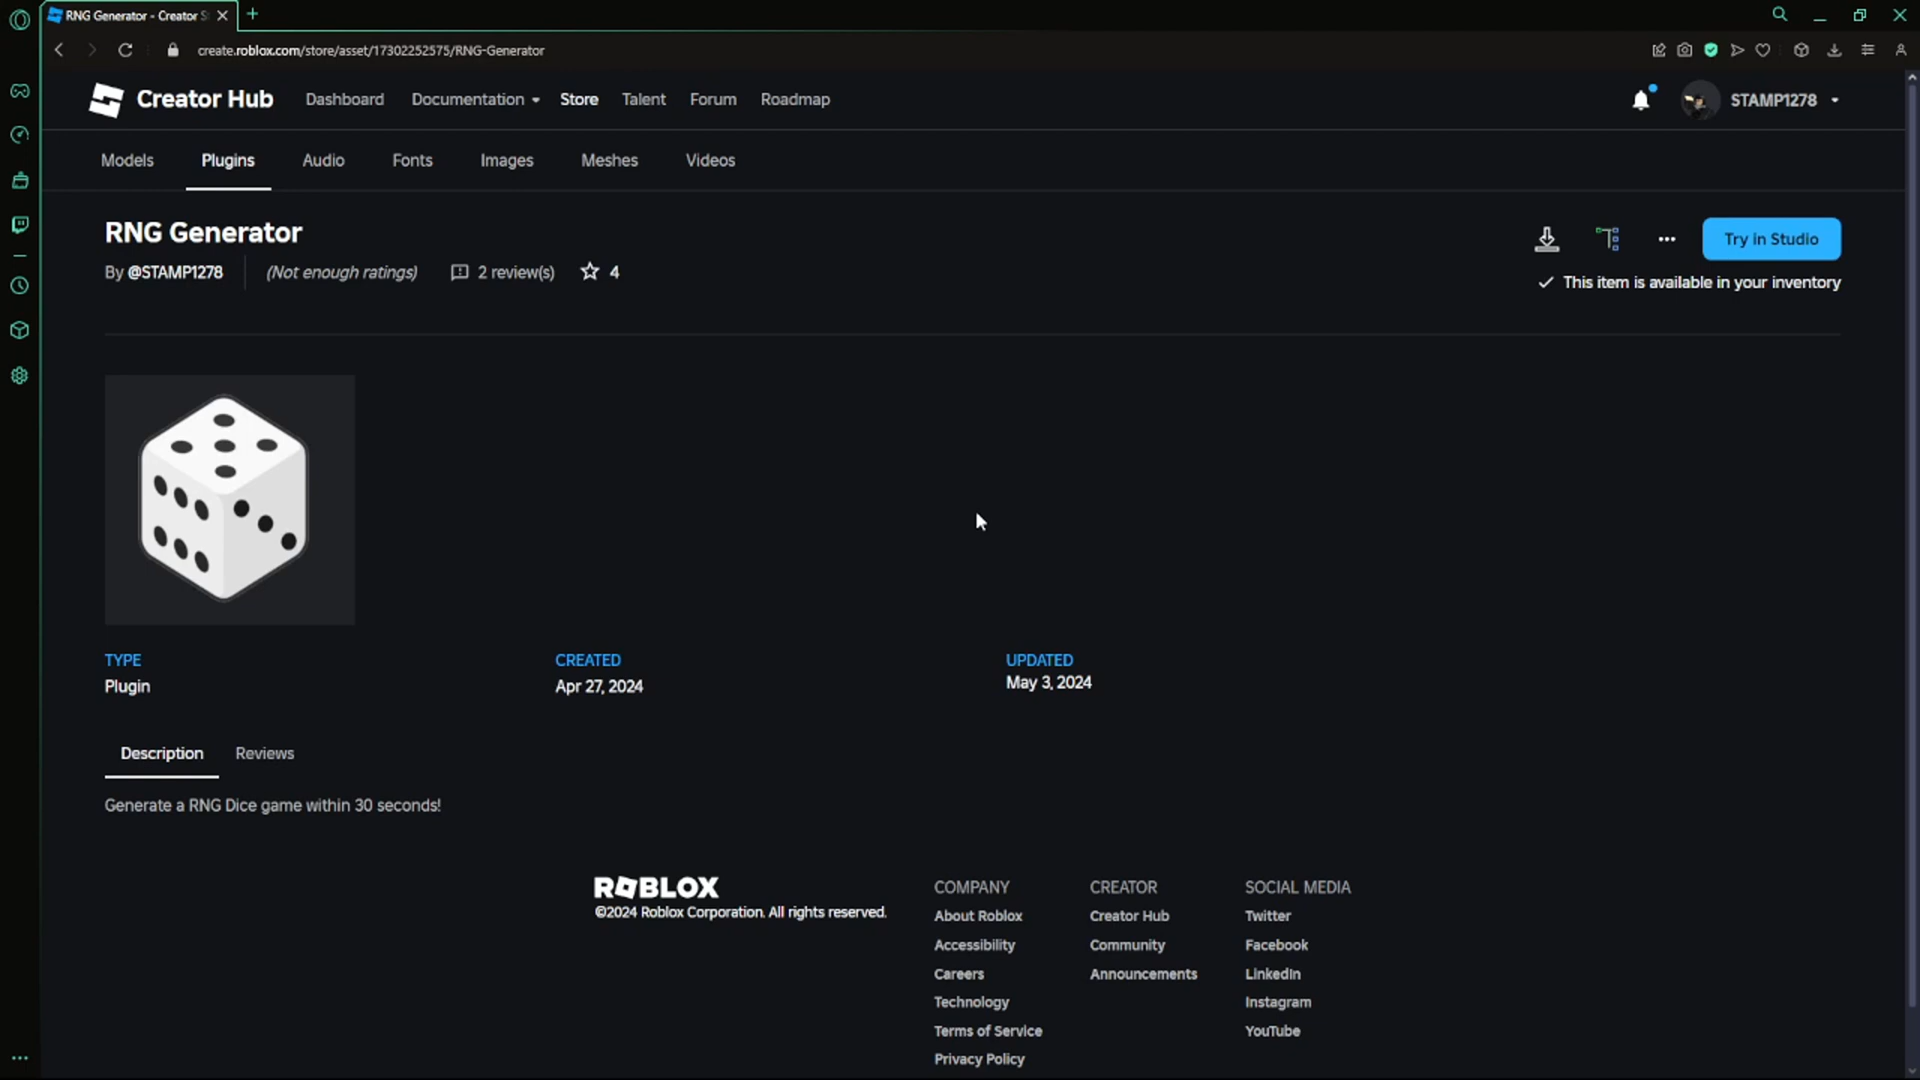 RNG Generator - Creator S
create.roblox.com/store/asset/17302252575/RNG-Generator
Creator Hub
Dashboard
Documentation
Store
Talent
Forum
Roadmap
STAMP1278
Models
Plugins
Audio
Fonts
Images
Meshes
Videos
RNG Generator
Try in Studio
By @STAMP1278
(Not enough ratings)
2 review(s)
4
This item is available in your inventory
TYPE
Plugin
CREATED
Apr 27, 2024
UPDATED
May 3, 2024
Description
Reviews
Generate a RNG Dice game within 30 seconds!
ROBLOX
©2024 Roblox Corporation. All rights reserved.
COMPANY
About Roblox
Accessibility
Careers
Technology
Terms of Service
Privacy Policy
CREATOR
Creator Hub
Community
Announcements
SOCIAL MEDIA
Twitter
Facebook
LinkedIn
Instagram
YouTube